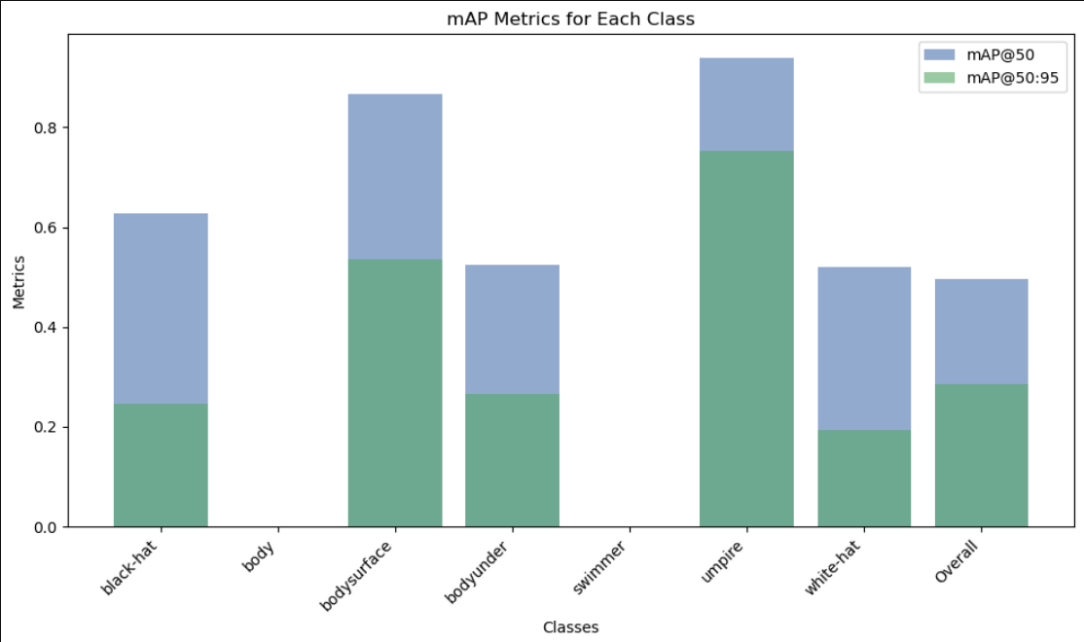 mAP Metrics for Each Class
mAP@50
mAP@50:95
0.8
0.6
0.4
0.2
0.0
Metrics
black-hat
body
bodysurface
bodyunder
swimmer
umpire
white-hat
Overall
Classes